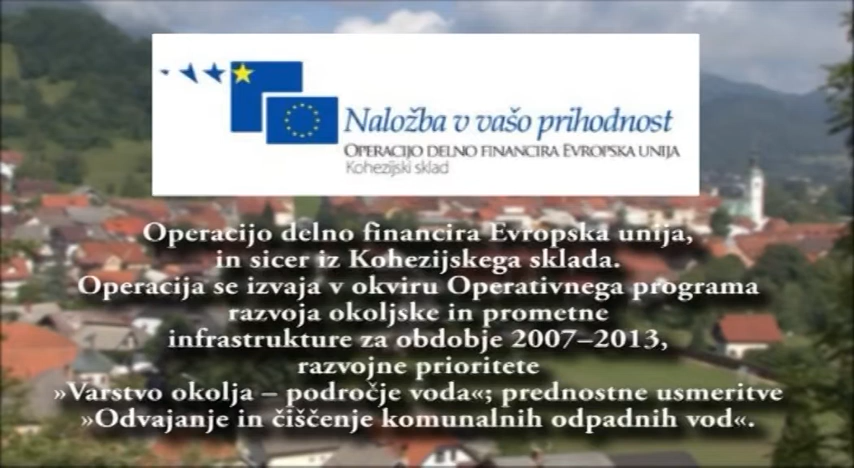 Naložba v vašo prihodnost
OPERACIJO DELNO FINANCIRA EVROPSKA UNIJA
Kohezijski sklad
Operacijo delno financira Evropska unija,
in sicer iz Kohezijskega sklada.
Operacija se izvaja v okviru Operativnega programa
razvoja okoljske in prometne
infrastrukture za obdobje 2007–2013,
razvojne prioritete
»Varstvo okolja – področje voda«; prednostne usmeritve
»Odvajanje in čiščenje komunalnih odpadnih vod«.